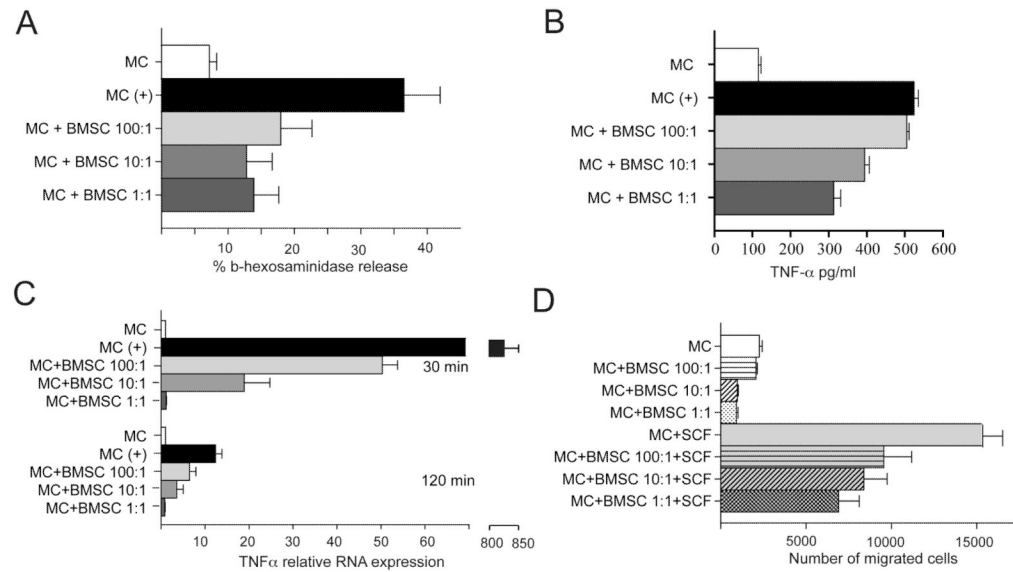 A
MC
MC (+)
MC + BMSC 100:1
MC + BMSC 10:1
MC + BMSC 1:1
10 20 30 40
% b-hexosaminidase release
B
MC
MC (+)
MC + BMSC 100:1
MC + BMSC 10:1
MC + BMSC 1:1
0 100 200 300 400 500 600
TNF-α pg/ml
C
MC
MC (+)
MC+BMSC 100:1
30 min
MC+BMSC 10:1
MC+BMSC 1:1
MC
MC (+)
MC+BMSC 100:1
120 min
MC+BMSC 10:1
MC+BMSC 1:1
10 20 30 40 50 60 70 800 850
TNFα relative RNA expression
D
MC
MC+BMSC 100:1
MC+BMSC 10:1
MC+BMSC 1:1
MC+SCF
MC+BMSC 100:1+SCF
MC+BMSC 10:1+SCF
MC+BMSC 1:1+SCF
5000 10000 15000
Number of migrated cells